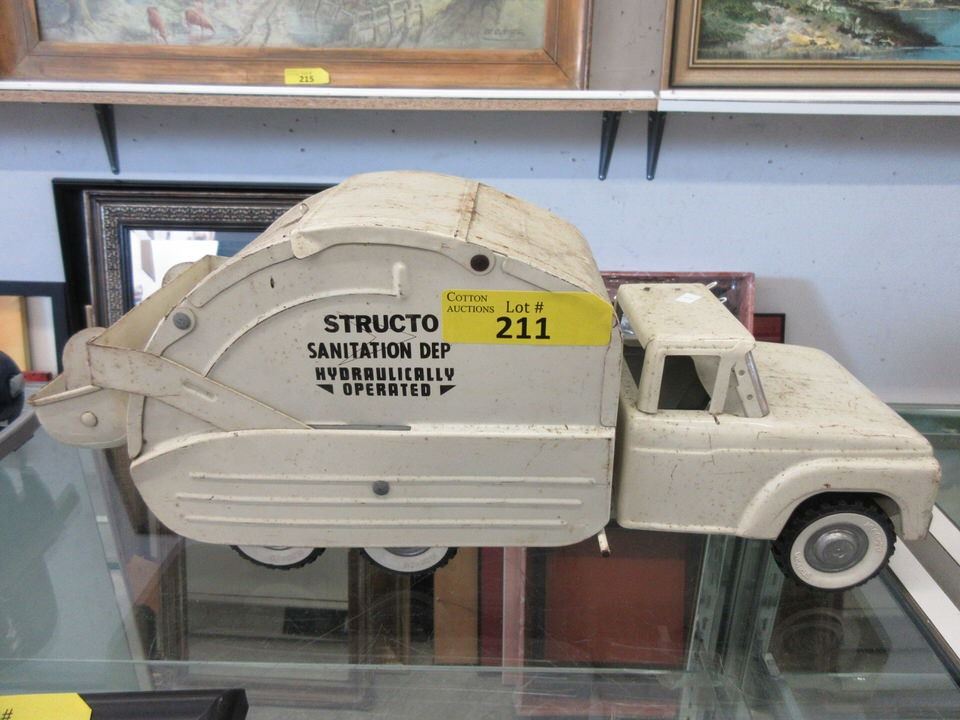 215
STRUCTO
SANITATION DEP
HYDRAULICALLY
OPERATED
COTTON
AUCTIONS
Lot #
211
#